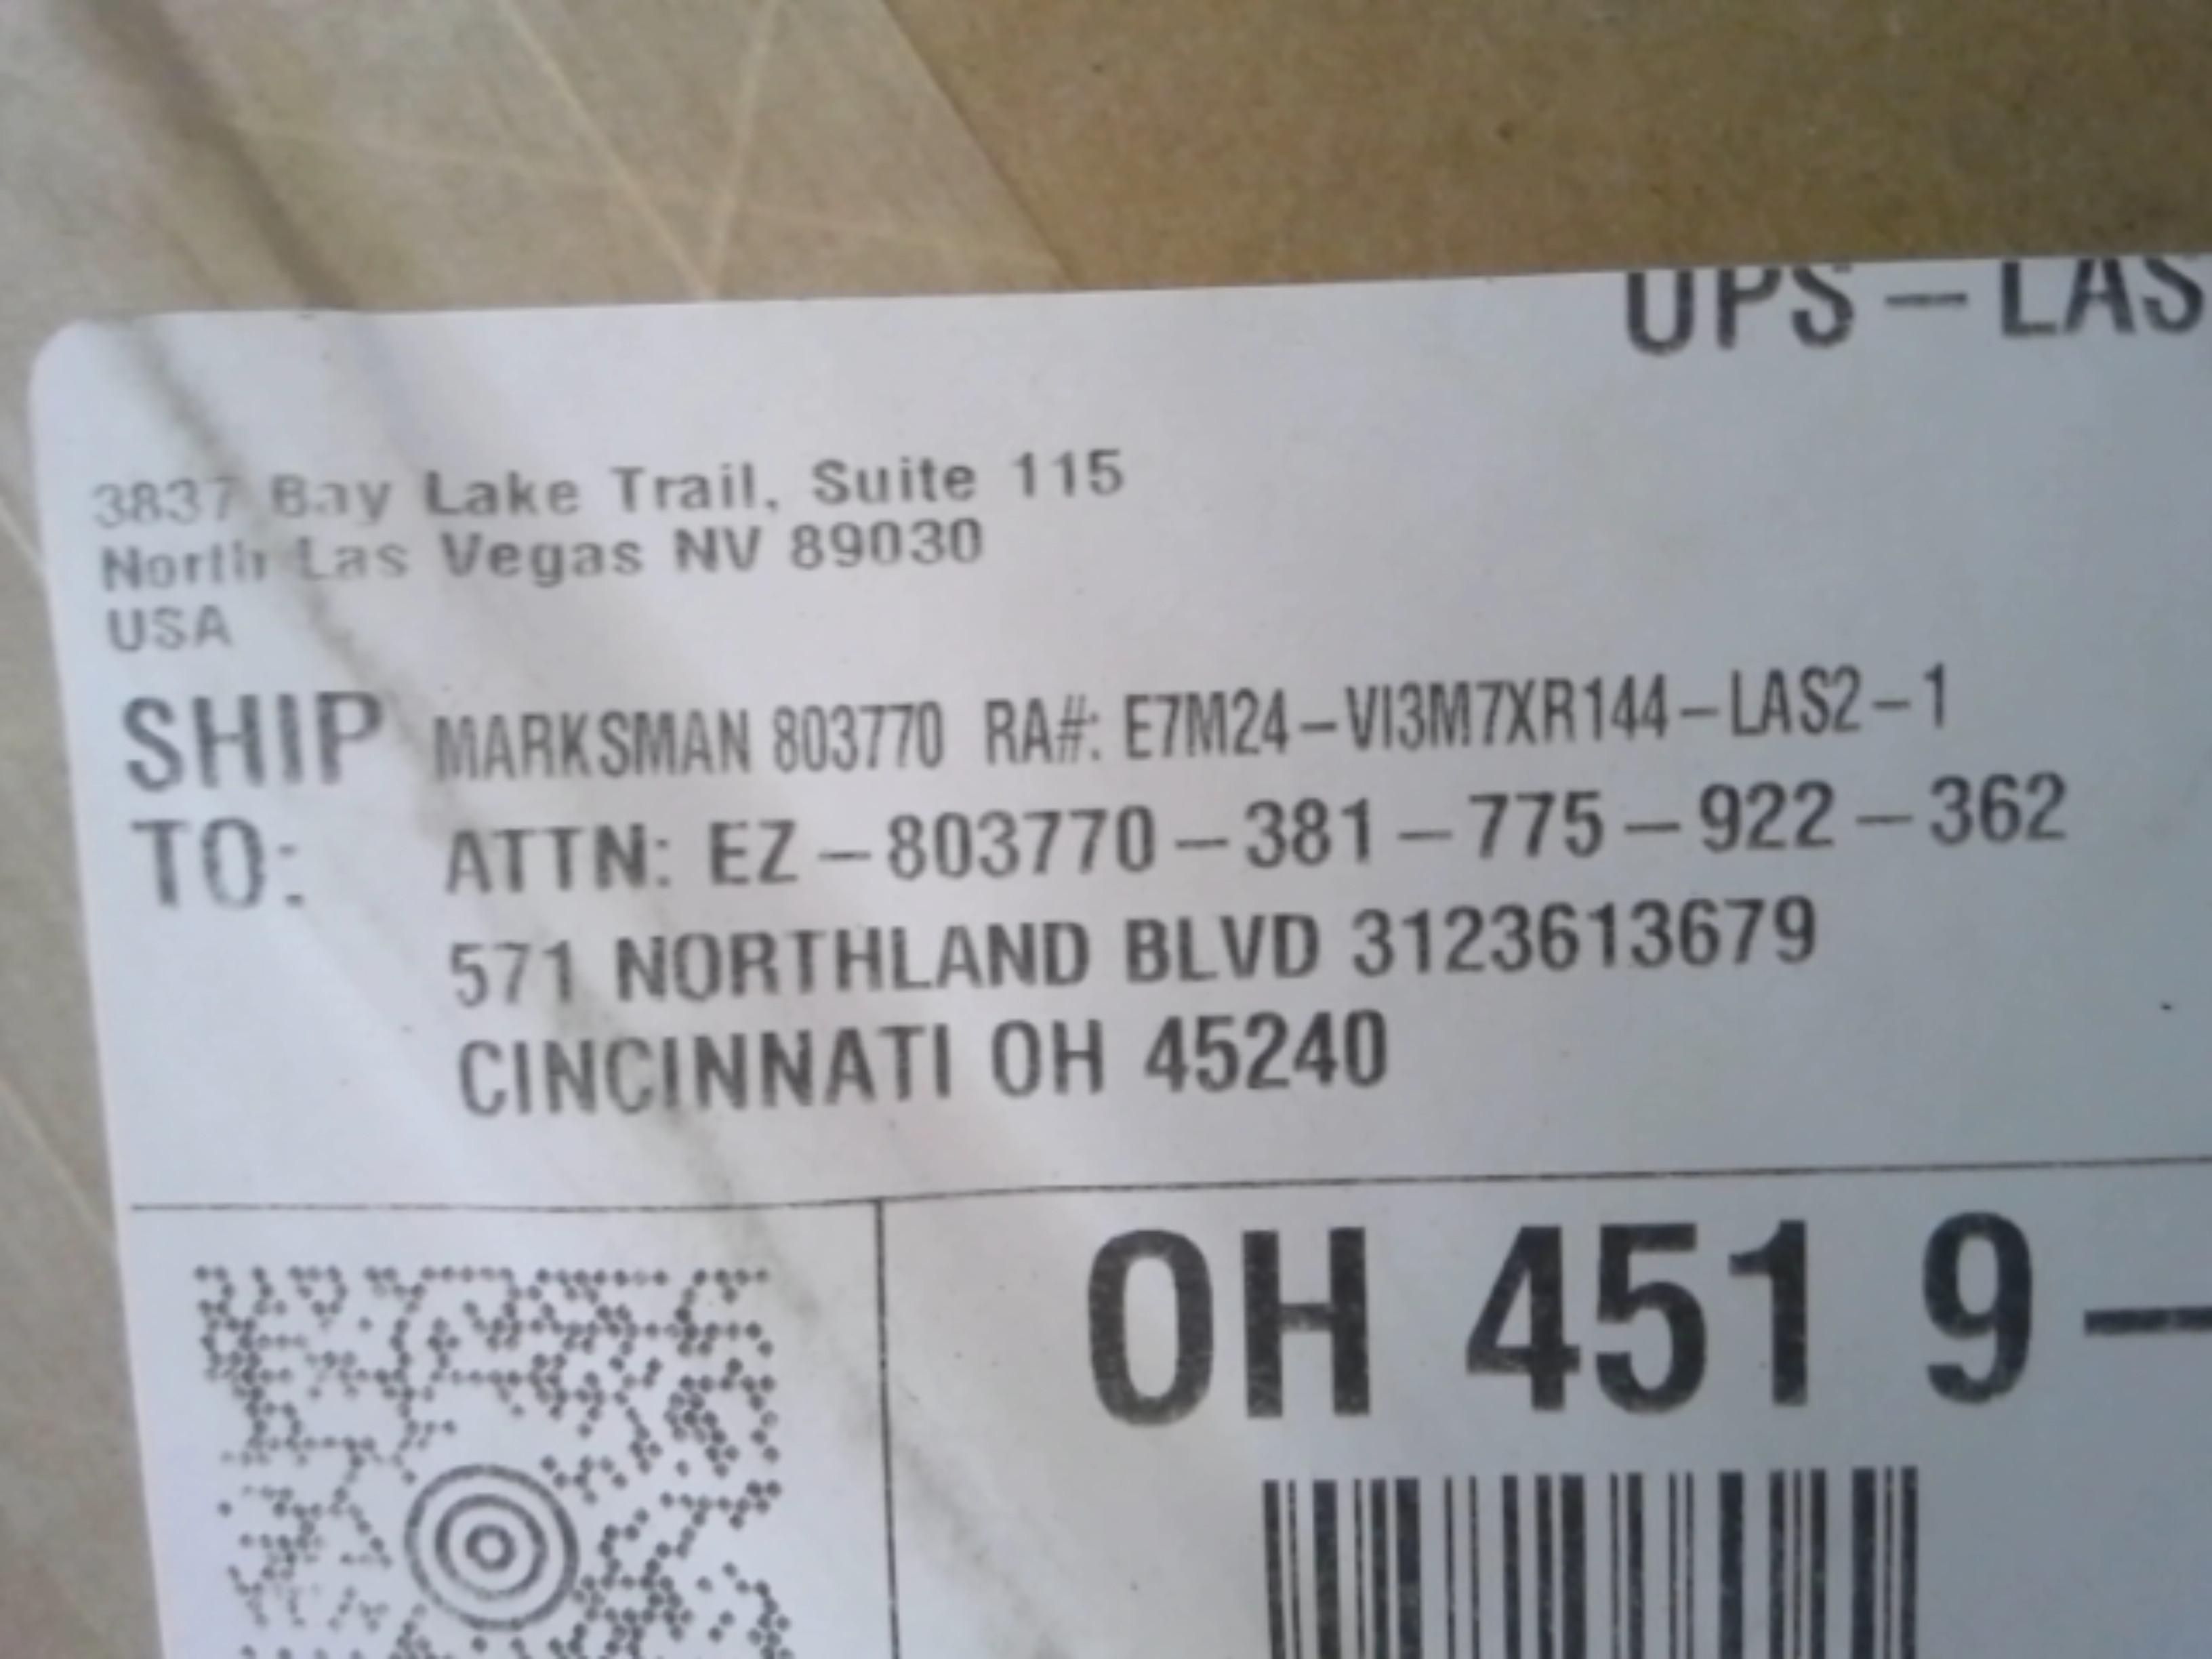 UPS – LAS
3837 Bay Lake Trail, Suite 115
North Las Vegas NV 89030
USA
SHIP TO:
MARKSMAN 803770 RA#: E7M24–VI3M7XR144–LAS2–1
ATTN: EZ – 803770 – 381 – 775 – 922 – 362
571 NORTHLAND BLVD 3123613679
CINCINNATI OH 45240
OH 451 9 –